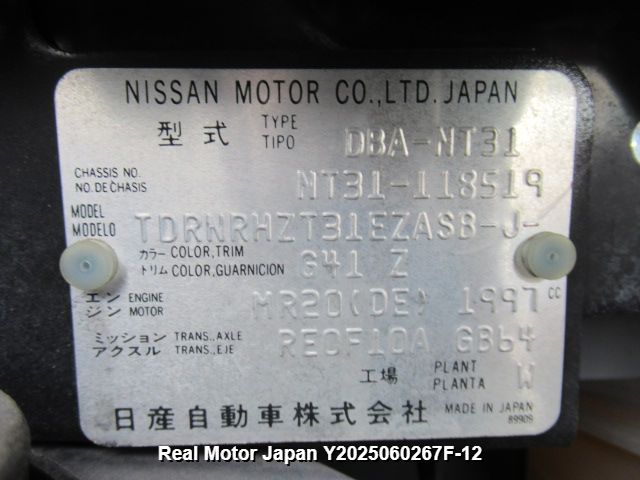 NISSAN MOTOR CO.,LTD. JAPAN
型式 TYPE TIPO DBA-NT31
CHASSIS NO. NO. DE CHASIS NT31-118519
MODEL MODELO TDRNRHZT31EZASB-J-
カラー COLOR, TRIM
トリム COLOR, GUARNICION G41 Z
エン ENGINE
ジン MOTOR MR20(DE) 1997 cc
ミッション TRANS., AXLE
アクスル TRANS., EJE RE0F10A GB64
工場 PLANT PLANTA W
日産自動車株式会社 MADE IN JAPAN
89909
Real Motor Japan Y2025060267F-12